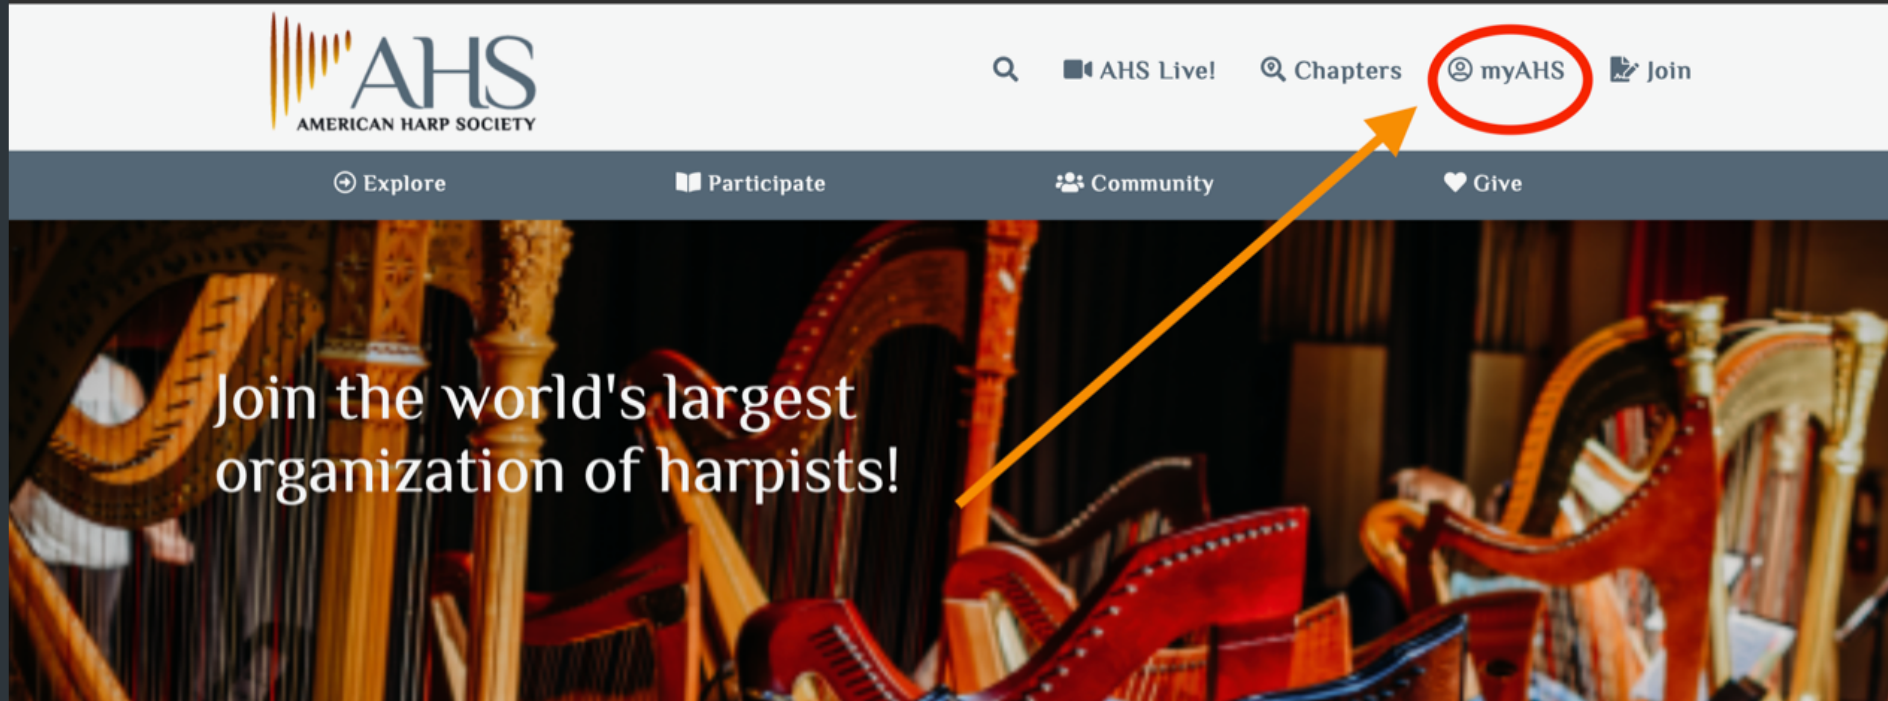 AHS
AMERICAN HARP SOCIETY
AHS Live! Chapters myAHS Join
Explore Participate Community Give
Join the world's largest
organization of harpists!